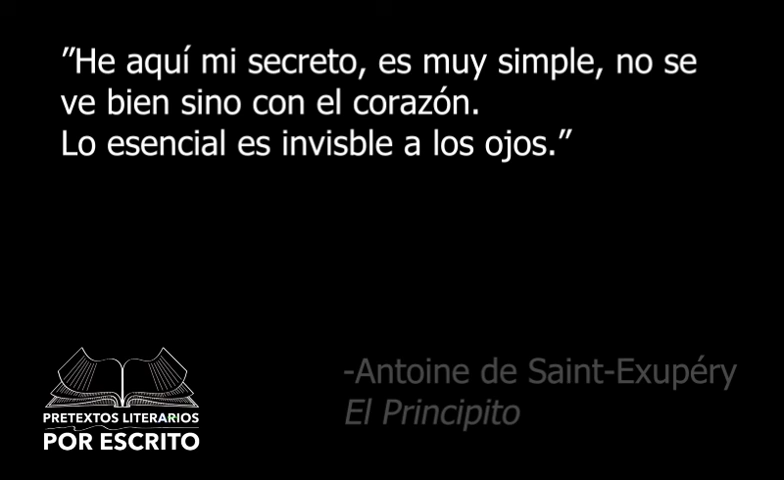 ”He aquí mi secreto, es muy simple, no se
ve bien sino con el corazón.
Lo esencial es invisble a los ojos.”
-Antoine de Saint-Exupéry
El Principito
PRETEXTOS LITERARIOS
POR ESCRITO